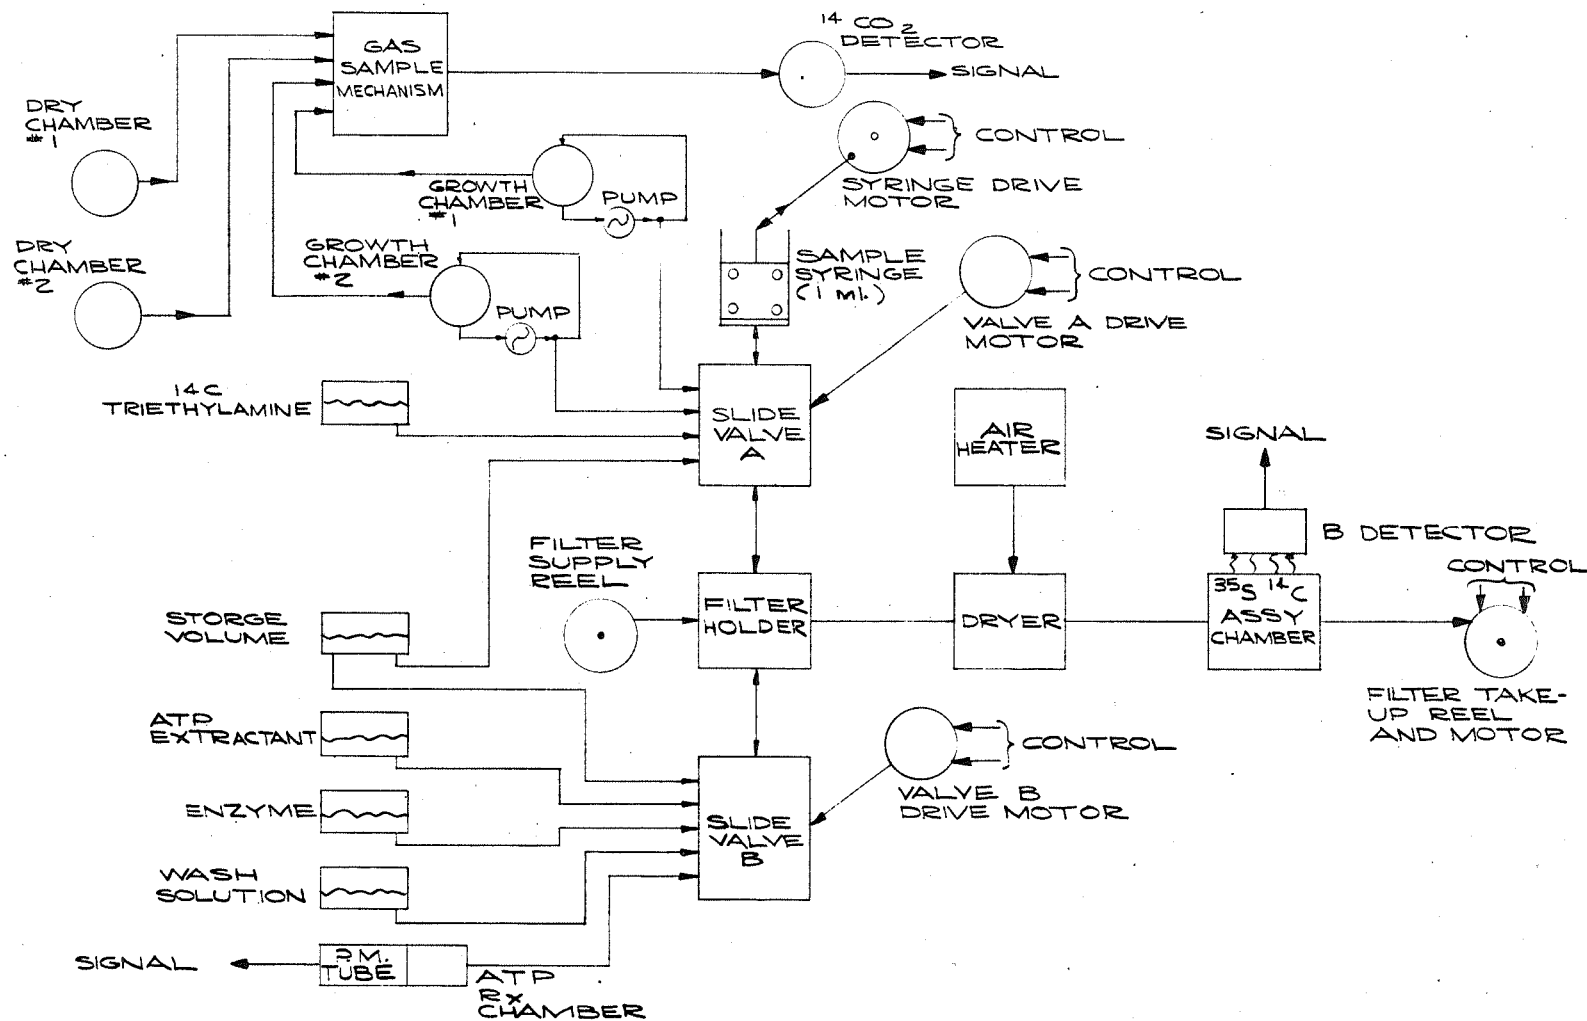 14 CO2
DETECTOR
SIGNAL
GAS
SAMPLE
MECHANISM
DRY
CHAMBER
#1
CONTROL
SYRINGE DRIVE
MOTOR
GROWTH
CHAMBER
#1
PUMP
DRY
CHAMBER
#2
GROWTH
CHAMBER
#2
PUMP
SAMPLE
SYRINGE
(1 ml.)
CONTROL
VALVE A DRIVE
MOTOR
14C
TRIETHYLAMINE
SLIDE
VALVE
A
AIR
HEATER
SIGNAL
B DETECTOR
FILTER
SUPPLY
REEL
FILTER
HOLDER
DRYER
35S 14C
ASSY
CHAMBER
CONTROL
FILTER TAKE-
UP REEL
AND MOTOR
STORGE
VOLUME
ATP
EXTRACTANT
ENZYME
WASH
SOLUTION
SLIDE
VALVE
B
CONTROL
VALVE B
DRIVE MOTOR
SIGNAL
P.M.
TUBE
ATP
RX
CHAMBER